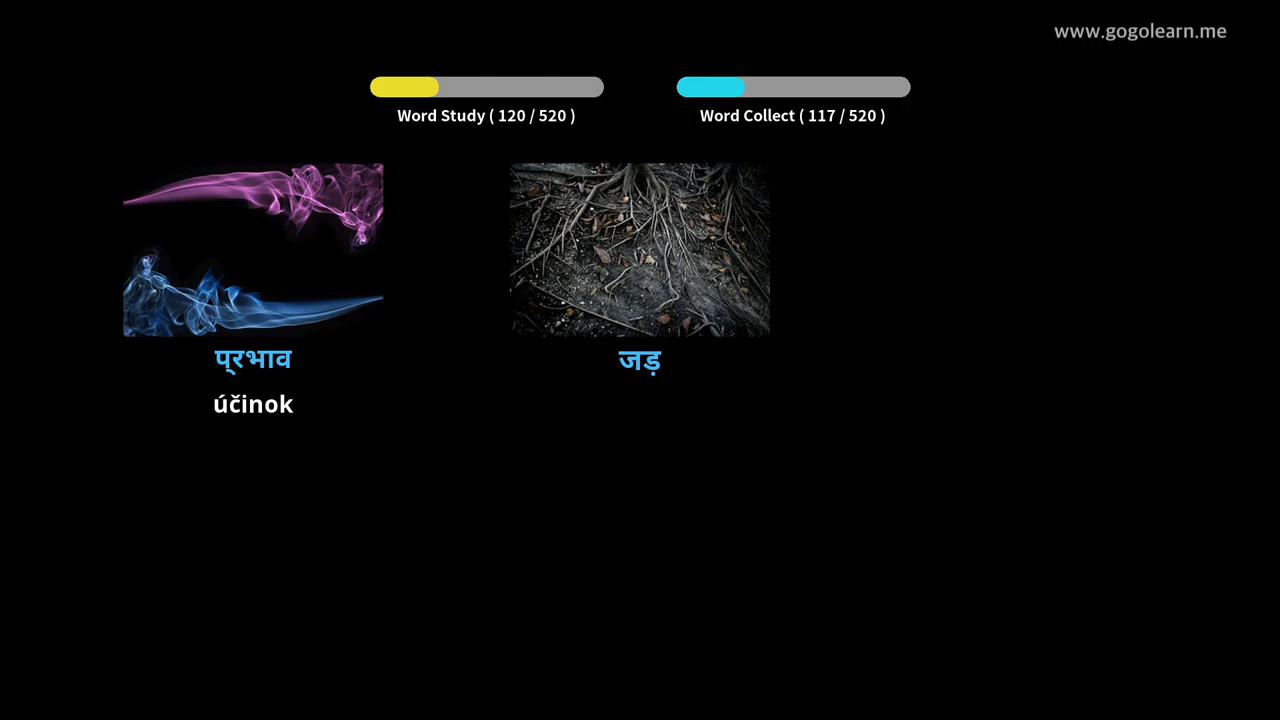 www.gogolearn.me
Word Study ( 120 / 520 )
Word Collect ( 117 / 520 )
प्रभाव
जड़
účinok